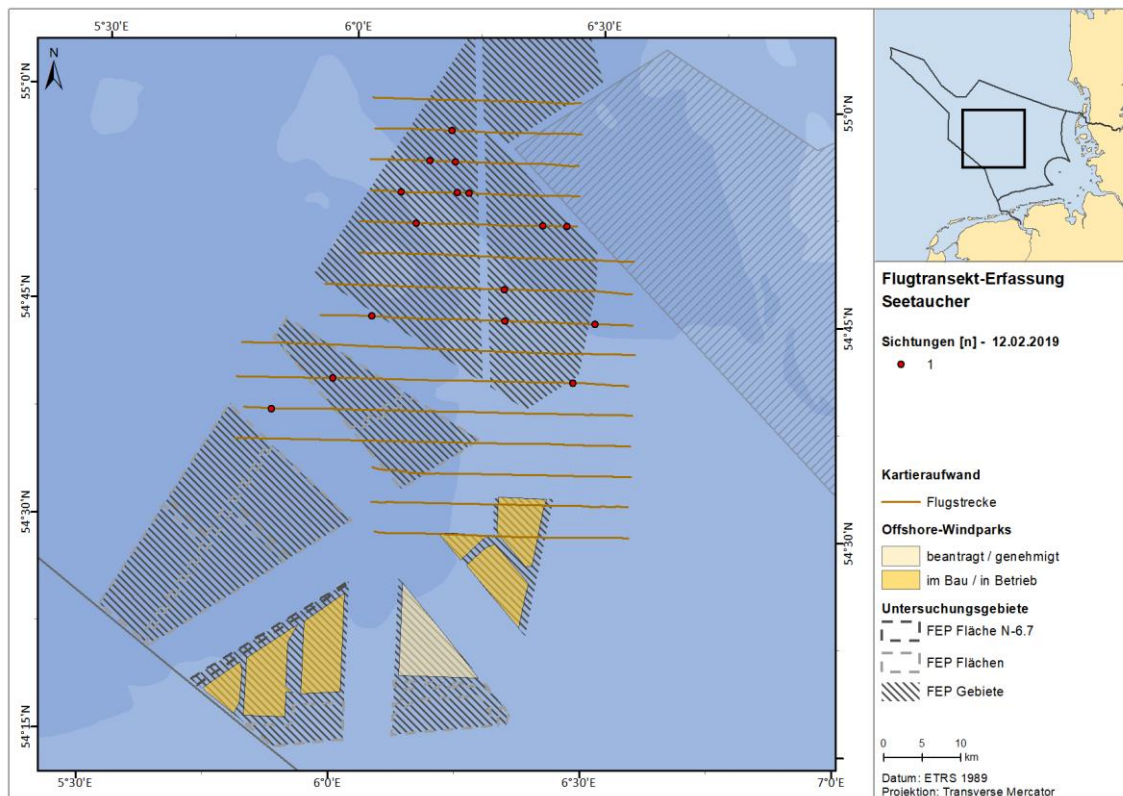 5°30'E
6°0'E
6°30'E
N
55°0'N
54°45'N
54°30'N
54°15'N
55°0'N
54°45'N
54°30'N
5°30'E
6°0'E
6°30'E
7°0'E
Flugtransekt-Erfassung
Seetaucher
Sichtungen [n] - 12.02.2019
1
Kartieraufwand
Flugstrecke
Offshore-Windparks
beantragt / genehmigt
im Bau / in Betrieb
Untersuchungsgebiete
FEP Fläche N-6.7
FEP Flächen
FEP Gebiete
0 5 10
km
Datum: ETRS 1989
Projektion: Transverse Mercator